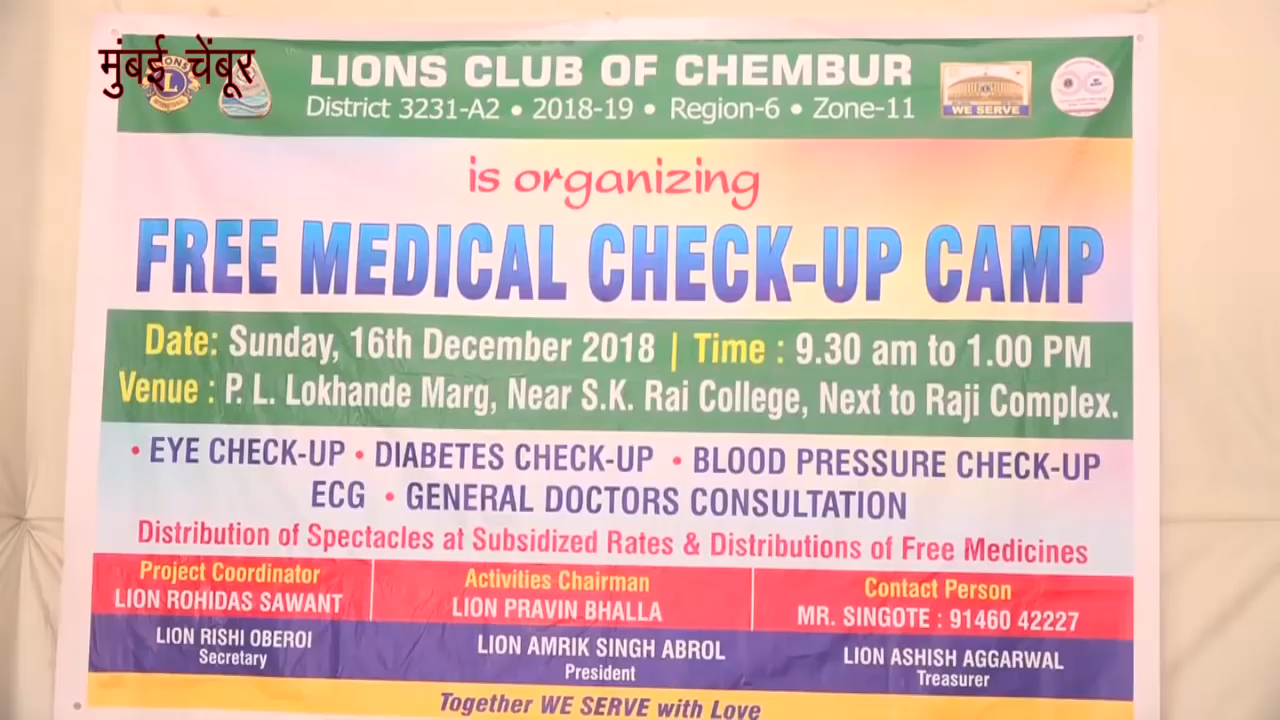 मुंबई चेंबूर
LIONS CLUB OF CHEMBUR
District 3231-A2 • 2018-19 • Region-6 • Zone-11
WE SERVE
is organizing
FREE MEDICAL CHECK-UP CAMP
Date: Sunday, 16th December 2018 | Time : 9.30 am to 1.00 PM
Venue : P. L. Lokhande Marg, Near S.K. Rai College, Next to Raji Complex.
• EYE CHECK-UP • DIABETES CHECK-UP • BLOOD PRESSURE CHECK-UP
ECG • GENERAL DOCTORS CONSULTATION
Distribution of Spectacles at Subsidized Rates & Distributions of Free Medicines
Project Coordinator
LION ROHIDAS SAWANT
Activities Chairman
LION PRAVIN BHALLA
Contact Person
MR. SINGOTE : 91460 42227
LION RISHI OBEROI
Secretary
LION AMRIK SINGH ABROL
President
LION ASHISH AGGARWAL
Treasurer
Together WE SERVE with Love